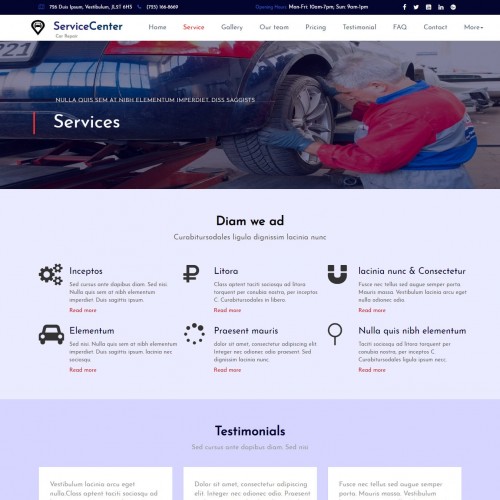 736 Duis Ipsum, Vestibulum, JLST 6H5 (753) 166-8669 Opening Hours: Mon-Fri: 10am-7pm; Sun: 9am-1pm
ServiceCenter
Car Repair
Home Service Gallery Our team Pricing Testimonial FAQ Contact More
NULLA QUIS SEM AT NIBH ELEMENTUM IMPERDIET. DISS SAGGISTS
Services
Diam we ad
Curabitursodales ligula dignissim lacinia nunc
Inceptos
Sed cursus ante dapibus diam. Sed nisi.
Nulla quis sem at nibh elementum
imperdiet. Duis sagittis ipsum.
Read more
Litora
Class aptent taciti sociosqu ad litora
torquent per conubia nostra, per inceptos
C. Curabitursodales in libero.
Read more
lacinia nunc & Consectetur
Fusce nec tellus sed augue semper porta.
Mauris massa. Vestibulum lacinia arcu eget
nulla odianec odio.
Read more
Elementum
Sed nisi. Nulla quis sem at nibh elementum
imperdiet. Duis sagittis ipsum. lacinia nec
sociosqu.
Read more
Praesent mauris
dolor sit amet, consectetur adipiscing elit
Integer nec odianec odio praesent. Sed
dignissim lacinia nunc.
Read more
Nulla quis nibh elementum
Taciti sociosqu ad litora torquent per
conubia nostra, per inceptos C.
Curabitursodales ligula ipsum necc.
Read more
Testimonials
Sed cursus ante dapibus diam. Sed nisi
Vestibulum lacinia arcu eget
nulla.Class aptent taciti sociosqu ad
Dolor sit amet, consectetur adipiscing
elit. Integer nec odianec odio Praesent
Fusce nec tellus sed augue semper
porta. Mauris massa. Vestibulum